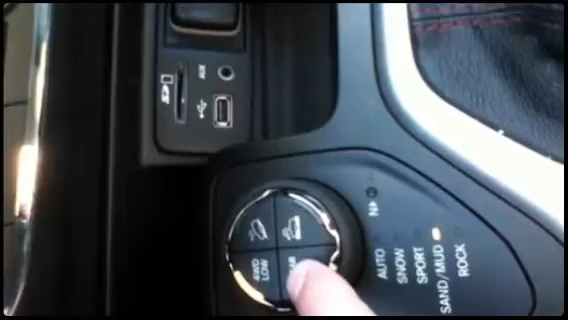 AUX
N
AUTO
SNOW
SPORT
SAND/MUD
ROCK
4WD
LOW